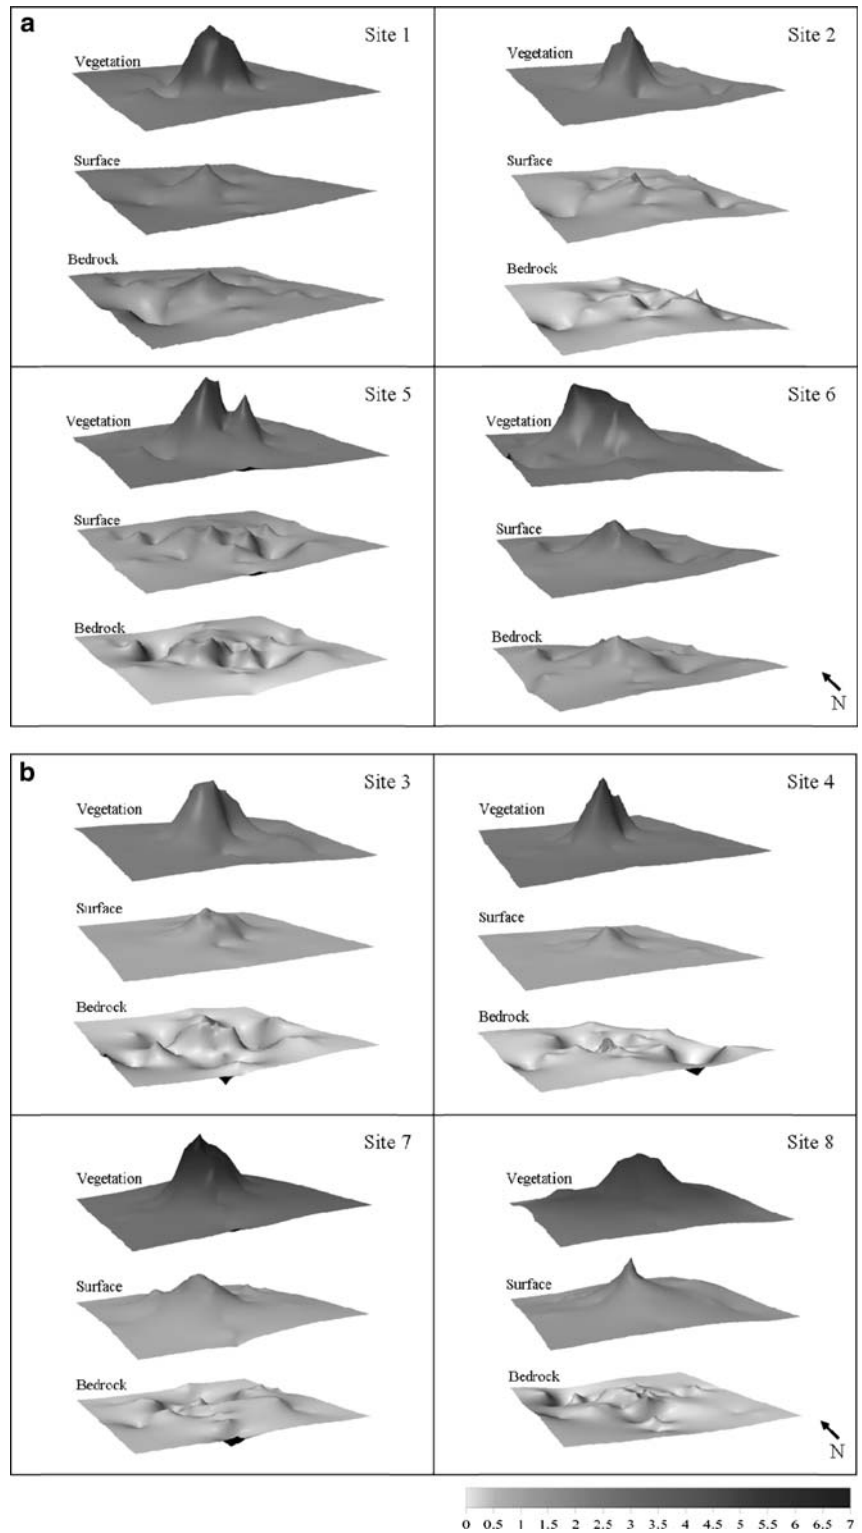 a
Site 1
Vegetation
Surface
Bedrock
Site 2
Vegetation
Surface
Bedrock
Site 5
Vegetation
Surface
Bedrock
Site 6
Vegetation
Surface
Bedrock
N
b
Site 3
Vegetation
Surface
Bedrock
Site 4
Vegetation
Surface
Bedrock
Site 7
Vegetation
Surface
Bedrock
Site 8
Vegetation
Surface
Bedrock
N
0 0.5 1 1.5 2 2.5 3 3.5 4 4.5 5 5.5 6 6.5 7